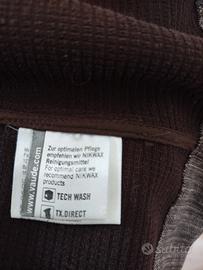 Zur optimalen Pflege
empfehlen wir NIKWAX
Reinigungsmittel!
For optimal care we
recommend NIKWAX
products
TECH WASH
TX.DIRECT
www.vaude.com
subito